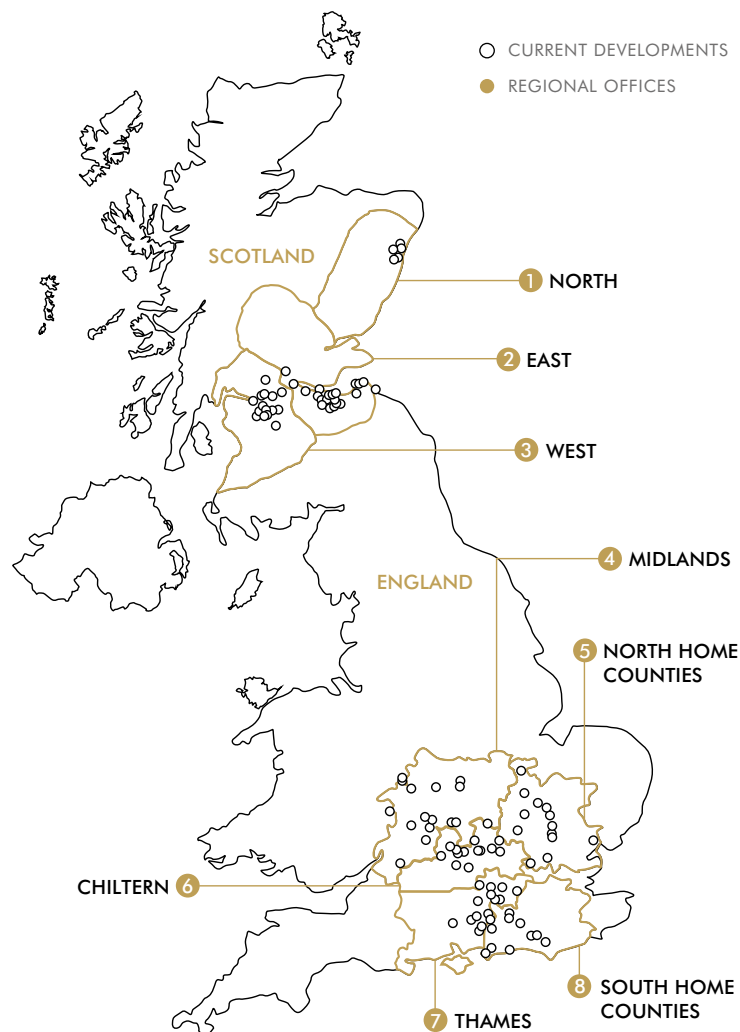 CURRENT DEVELOPMENTS
REGIONAL OFFICES
SCOTLAND
1 NORTH
2 EAST
3 WEST
4 MIDLANDS
ENGLAND
5 NORTH HOME
COUNTIES
CHILTERN 6
8 SOUTH HOME
COUNTIES
7 THAMES